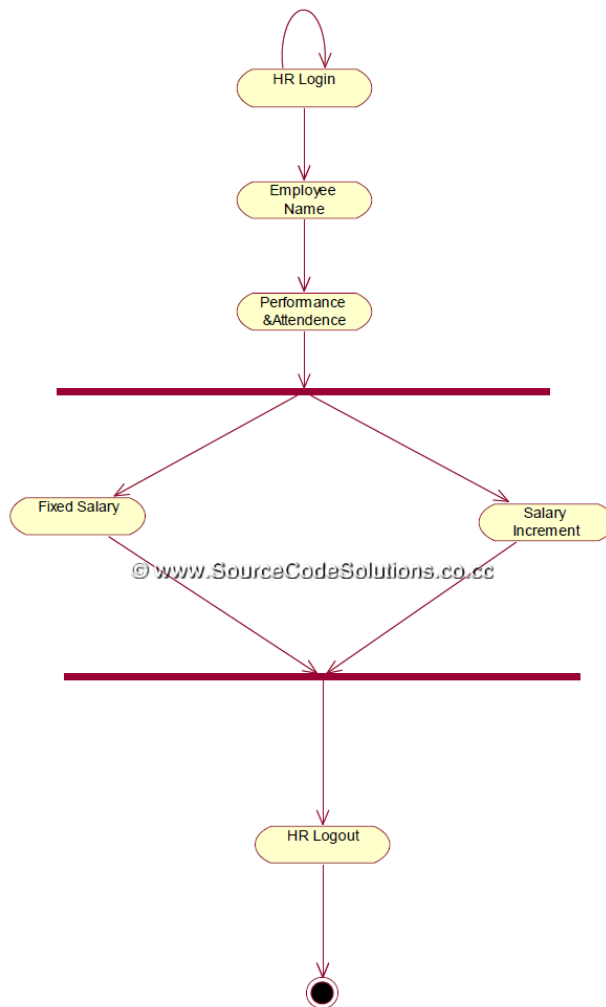 HR Login
Employee
Name
Performance
&Attendence
Fixed Salary
Salary
Increment
© www.SourceCodeSolutions.co.cc
HR Logout